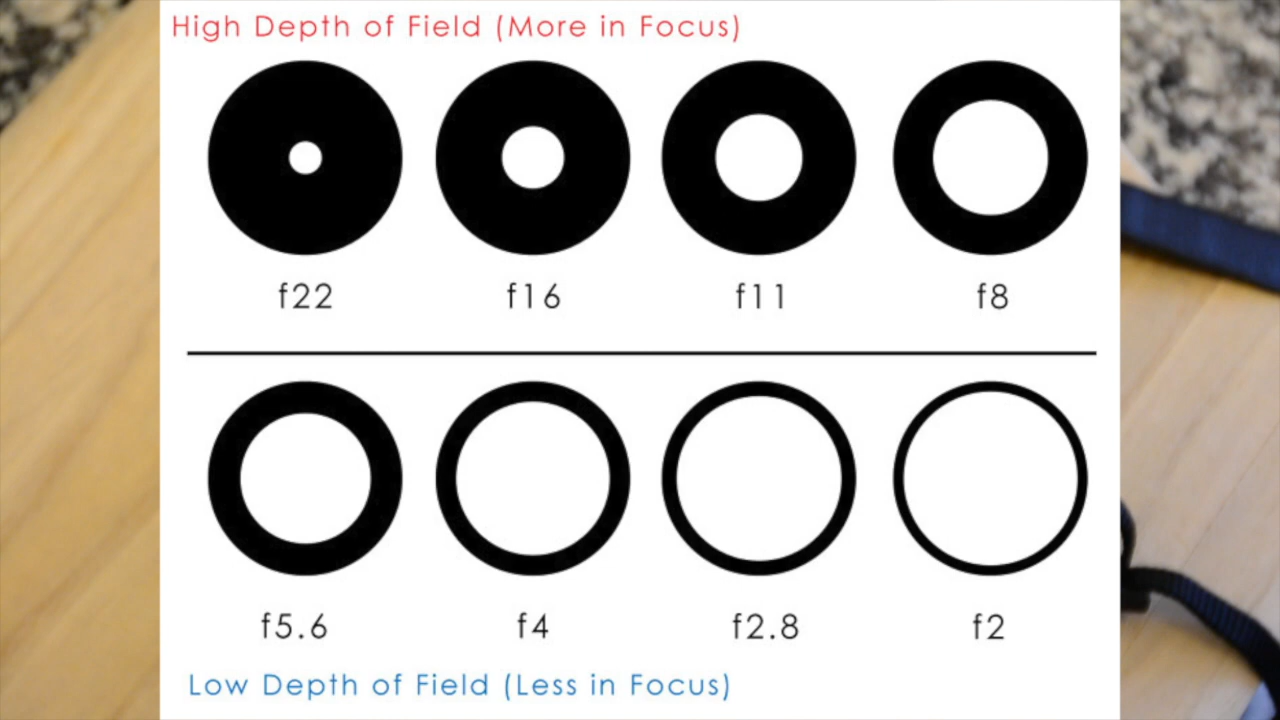 High Depth of Field (More in Focus)
f22 f16 f11 f8
f5.6 f4 f2.8 f2
Low Depth of Field (Less in Focus)